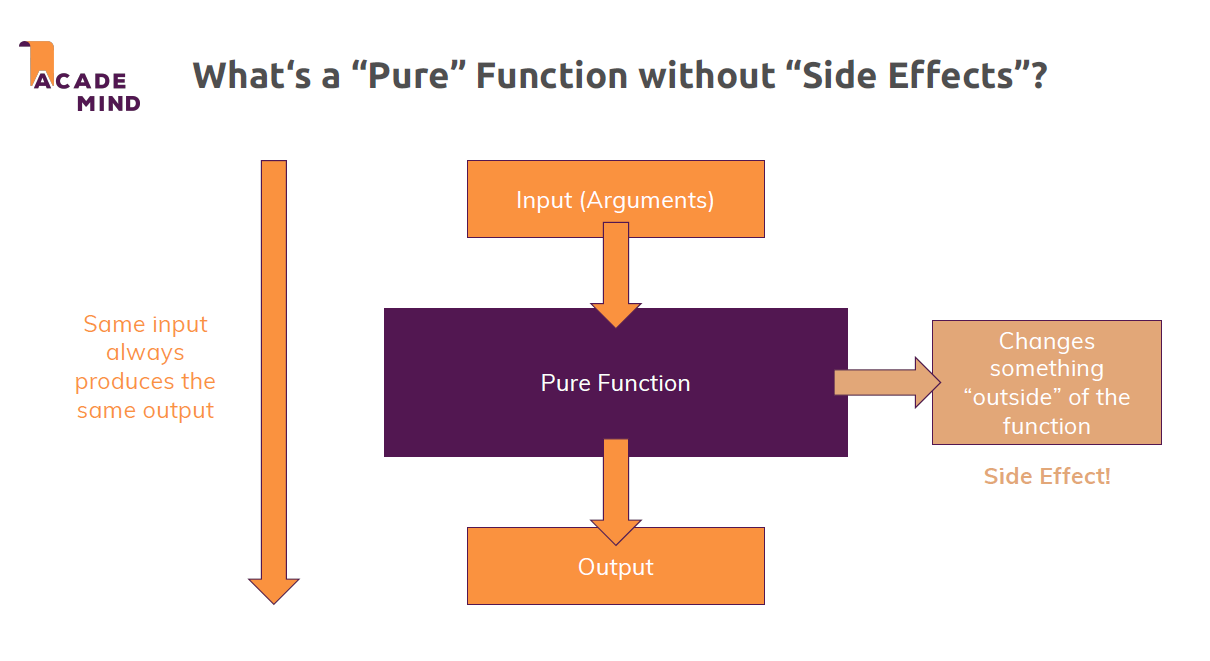 ACADE
MIND
What‘s a “Pure” Function without “Side Effects”?
Input (Arguments)
Same input
always
produces the
same output
Pure Function
Changes
something
“outside” of the
function
Side Effect!
Output